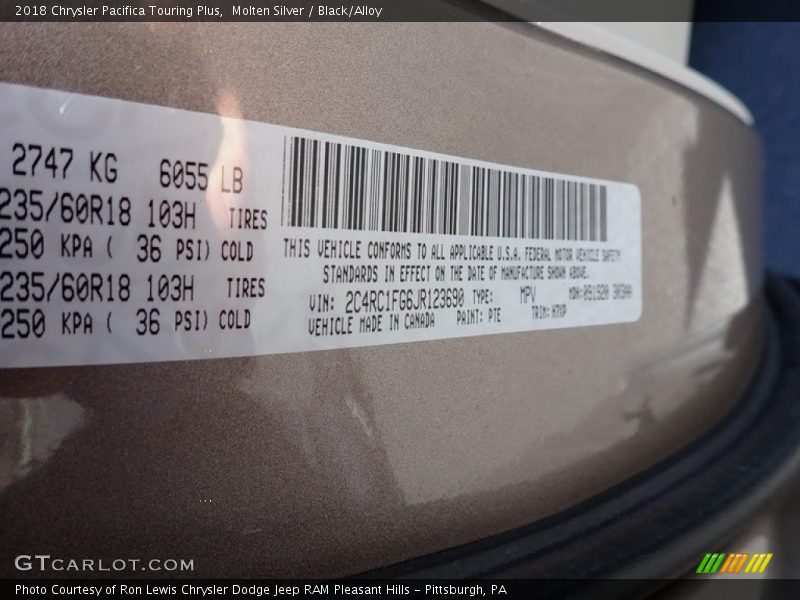 2018 Chrysler Pacifica Touring Plus,  Molten Silver / Black/Alloy
2747 KG 6055 LB
235/60R18 103H TIRES
250 KPA ( 36 PSI) COLD
235/60R18 103H TIRES
250 KPA ( 36 PSI) COLD
THIS VEHICLE CONFORMS TO ALL APPLICABLE U.S.A. FEDERAL MOTOR VEHICLE SAFETY
STANDARDS IN EFFECT ON THE DATE OF MANUFACTURE SHOWN ABOVE.
VIN: 2C4RC1FG6JR123690 TYPE: MPV MDH:051520
VEHICLE MADE IN CANADA PAINT: PTE TRIM:
GTCARLOT.COM
Photo Courtesy of Ron Lewis Chrysler Dodge Jeep RAM Pleasant Hills - Pittsburgh, PA